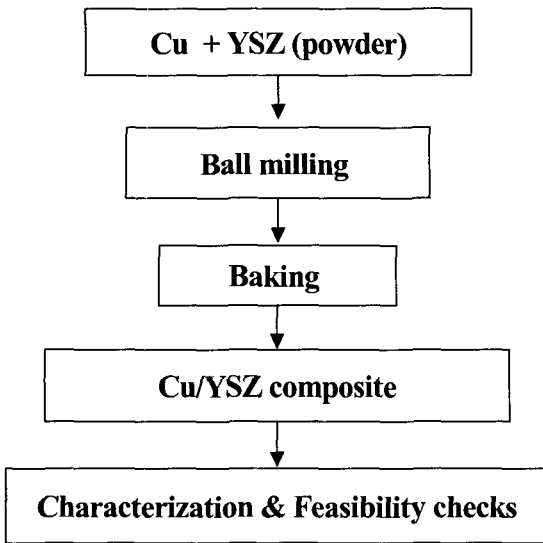 Cu + YSZ (powder)
Ball milling
Baking
Cu/YSZ composite
Characterization & Feasibility checks